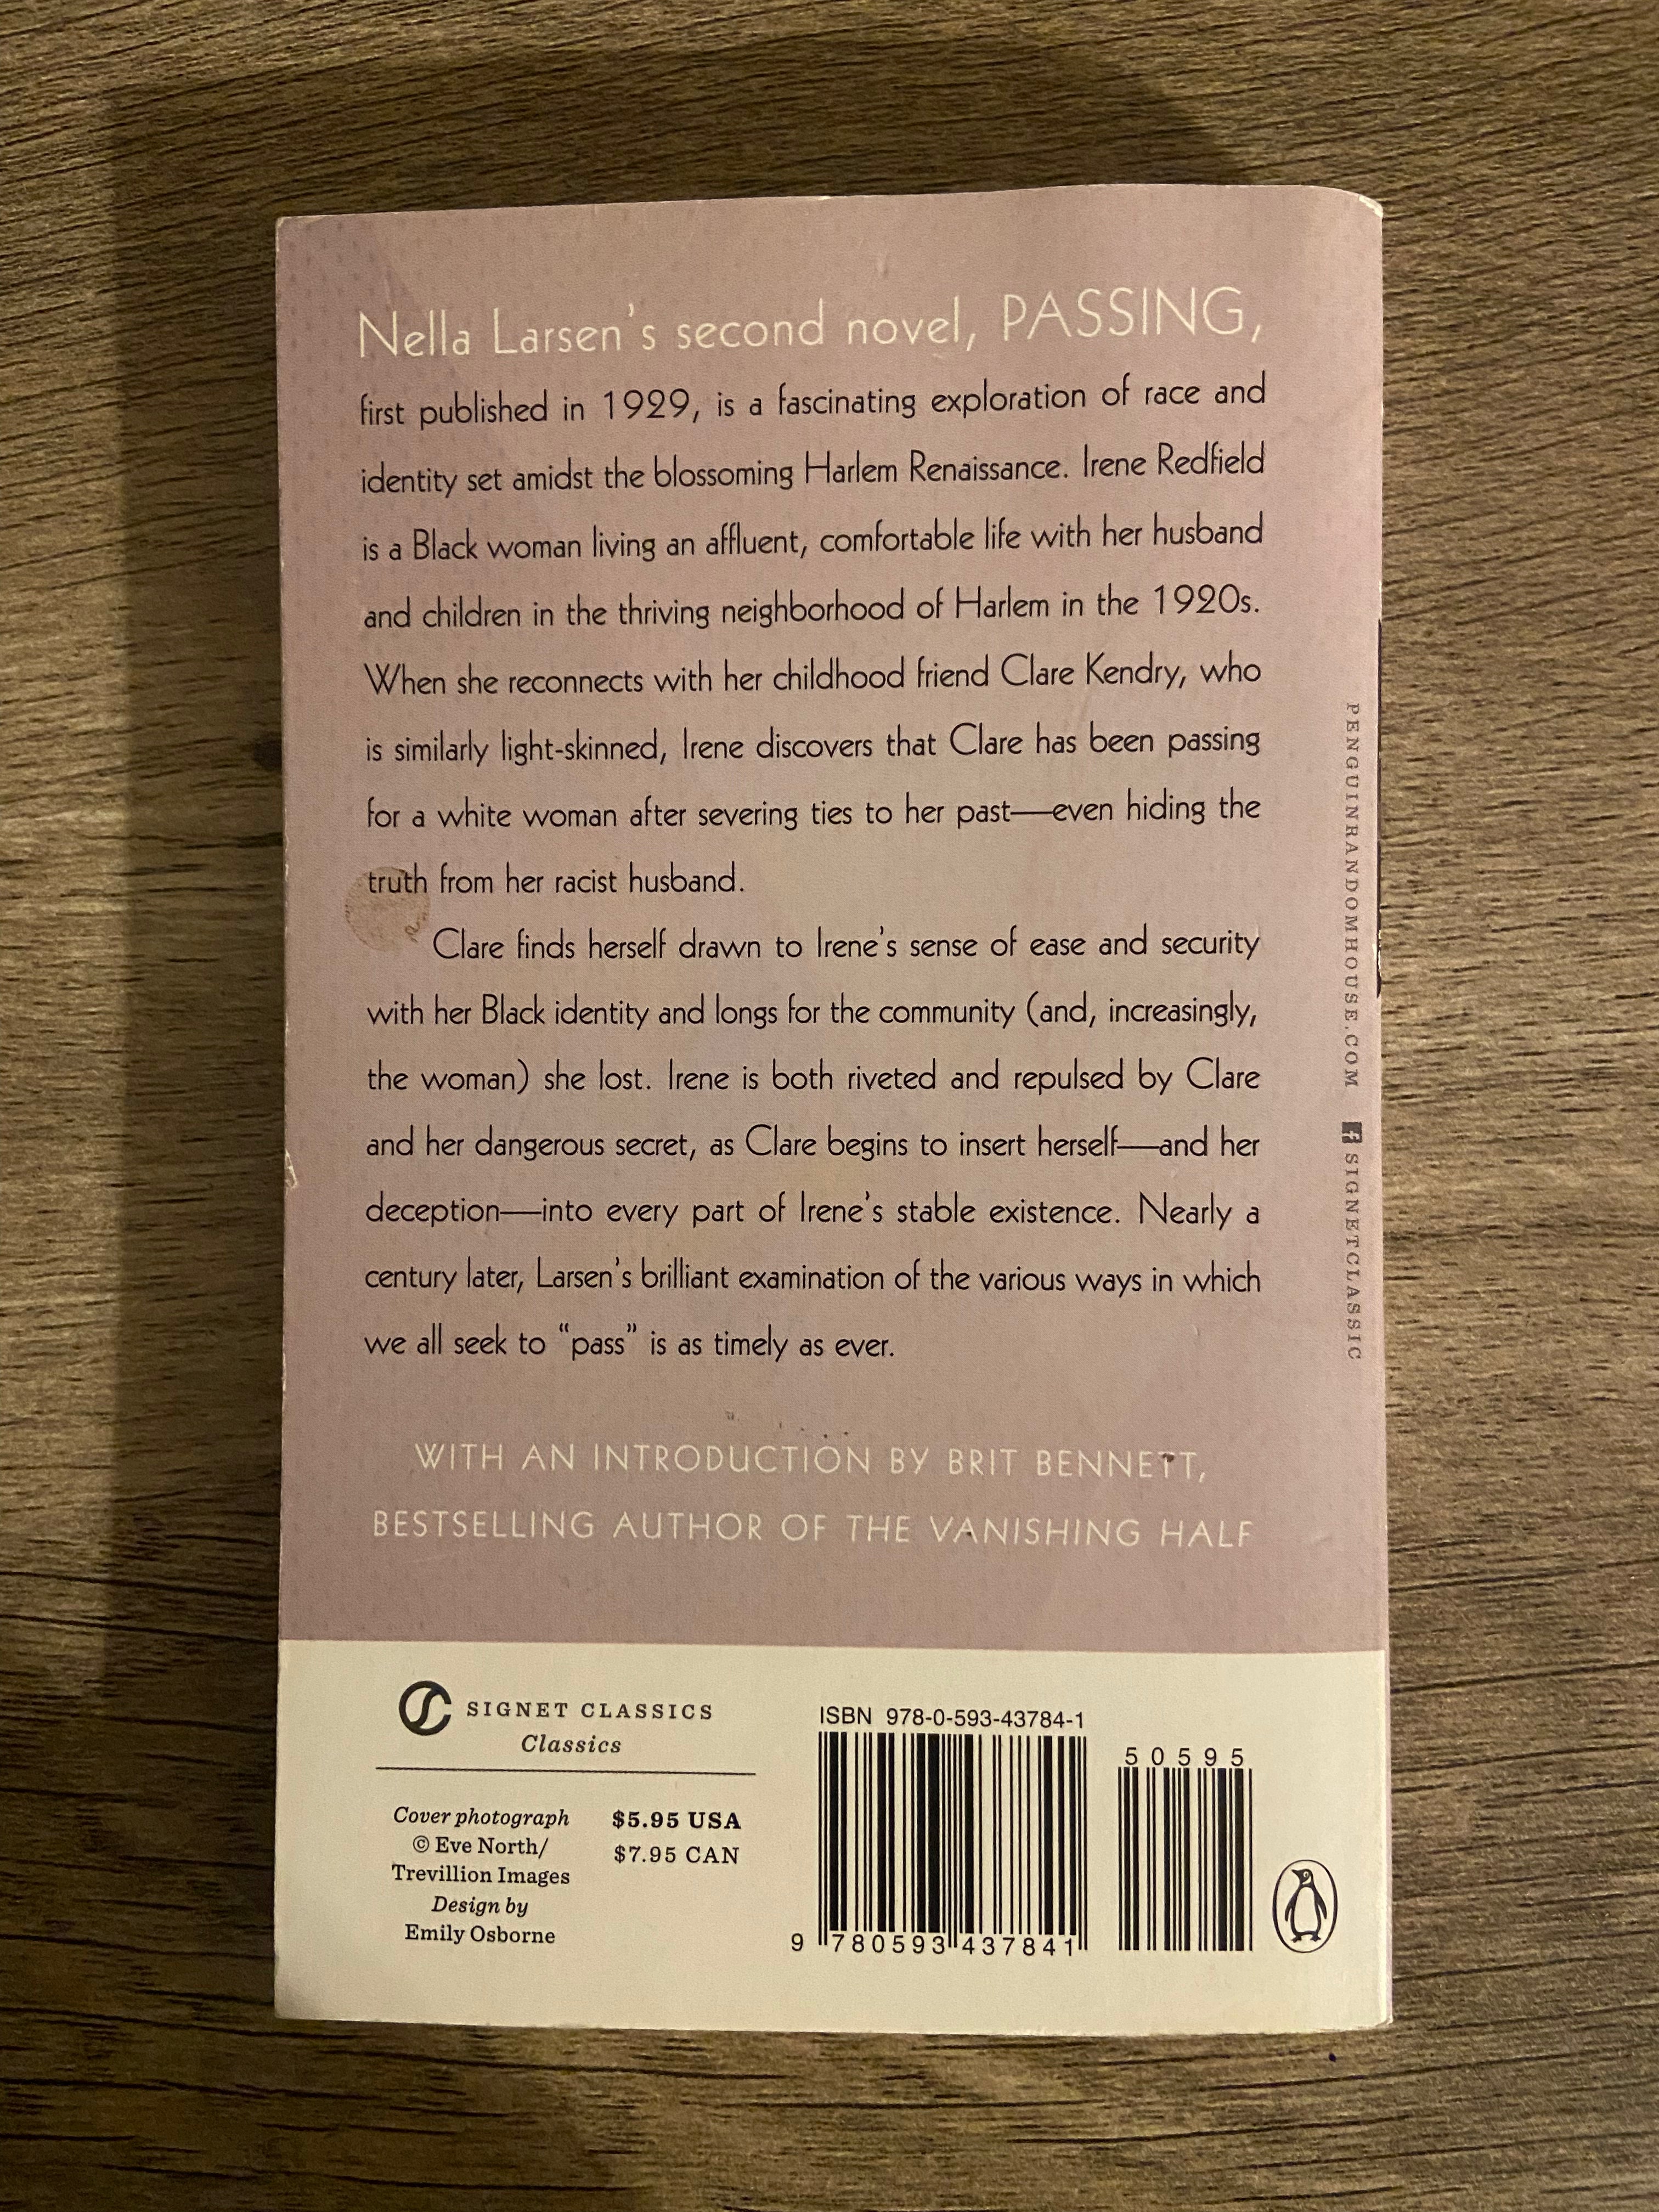 Nella Larsen's second novel, PASSING,
first published in 1929, is a fascinating exploration of race and
identity set amidst the blossoming Harlem Renaissance. Irene Redfield
is a Black woman living an affluent, comfortable life with her husband
and children in the thriving neighborhood of Harlem in the 1920s.
When she reconnects with her childhood friend Clare Kendry, who
is similarly light-skinned, Irene discovers that Clare has been passing
for a white woman after severing ties to her past—even hiding the
truth from her racist husband.
Clare finds herself drawn to Irene's sense of ease and security
with her Black identity and longs for the community (and, increasingly,
the woman) she lost. Irene is both riveted and repulsed by Clare
and her dangerous secret, as Clare begins to insert herself—and her
deception—into every part of Irene's stable existence. Nearly a
century later, Larsen's brilliant examination of the various ways in which
we all seek to “pass” is as timely as ever.
WITH AN INTRODUCTION BY BRIT BENNETT,
BESTSELLING AUTHOR OF THE VANISHING HALF
PENGUINRANDOMHOUSE.COM
SIGNETCLASSIC
SIGNET CLASSICS
Classics
Cover photograph
© Eve North/
Trevillion Images
Design by
Emily Osborne
$5.95 USA
$7.95 CAN
ISBN 978-0-593-43784-1
50595
9 780593 437841